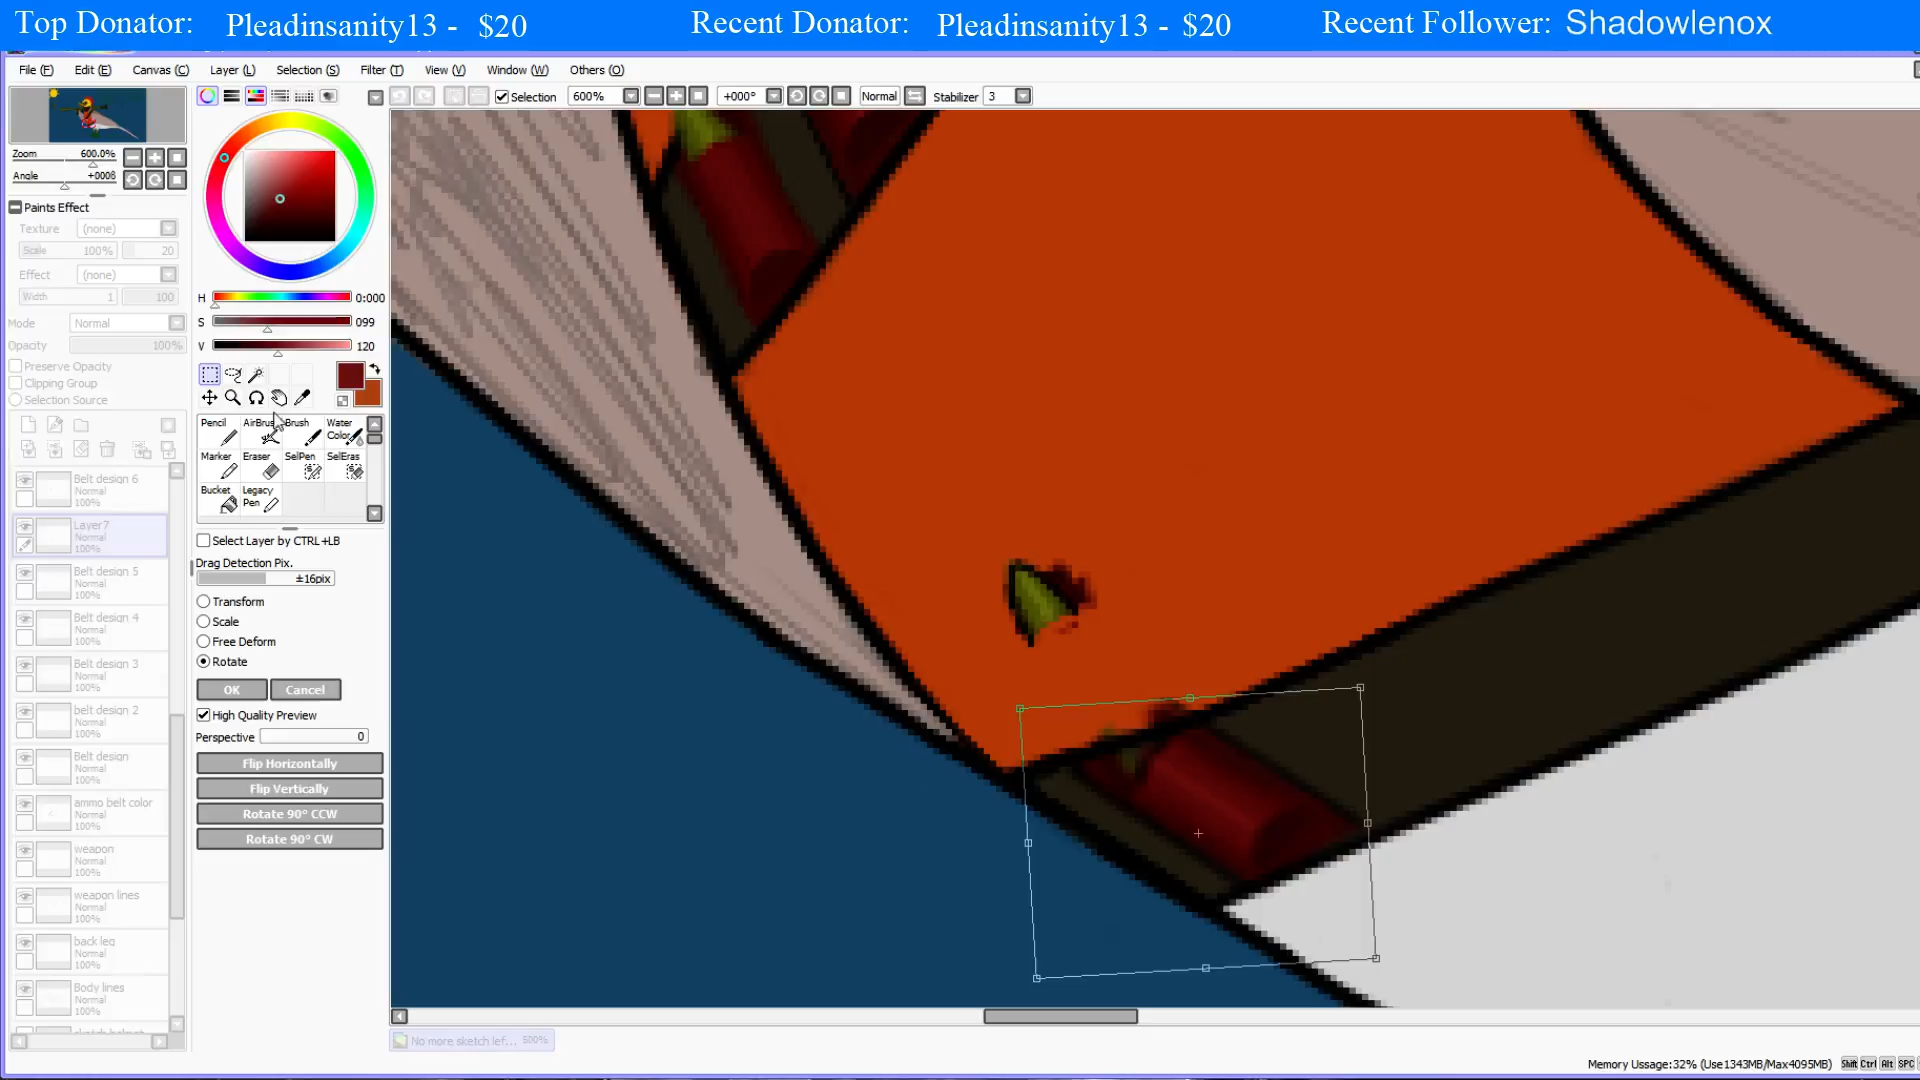 Top Donator: Pleadinsanity13 - $20 Recent Donator: Pleadinsanity13 - $20 Recent Follower: Shadowlenox
File (F) Edit (E) Canvas (C) Layer (L) Selection (S) Filter (T) View (V) Window (W) Others (O)
Selection 600% +000° Normal Stabilizer 3
Zoom 600.0%
Angle +000ß
Paints Effect
Texture (none)
Scale 100% 20
Effect (none)
Width 1 100
Mode Normal
Opacity 100%
Preserve Opacity
Clipping Group
Selection Source
Belt design 6
Normal
100%
Layer7
Normal
100%
Belt design 5
Normal
100%
Belt design 4
Normal
100%
Belt design 3
Normal
100%
belt design 2
Normal
100%
Belt design
Normal
100%
ammo belt color
Normal
100%
weapon
Normal
100%
weapon lines
Normal
100%
back leg
Normal
100%
Body lines
Normal
100%
H 0:000
S 099
V 120
Pencil AirBrus Brush Water Color
Marker Eraser SelPen SelEras
Bucket Legacy Pen
Select Layer by CTRL+LB
Drag Detection Pix.
±16pix
Transform
Scale
Free Deform
Rotate
OK Cancel
High Quality Preview
Perspective 0
Flip Horizontally
Flip Vertically
Rotate 90° CCW
Rotate 90° CW
No more sketch lef... 500%
Memory Ussage:32% (Use1343MB/Max4095MB) Shift Ctrl Alt SPC